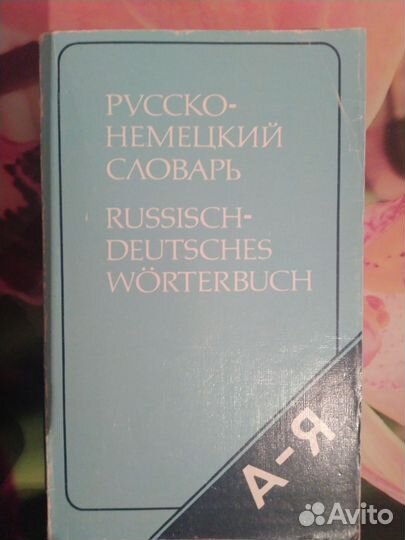 РУССКО-
НЕМЕЦКИЙ
СЛОВАРЬ
RUSSISCH-
DEUTSCHES
WÖRTERBUCH
А-Я
Avito